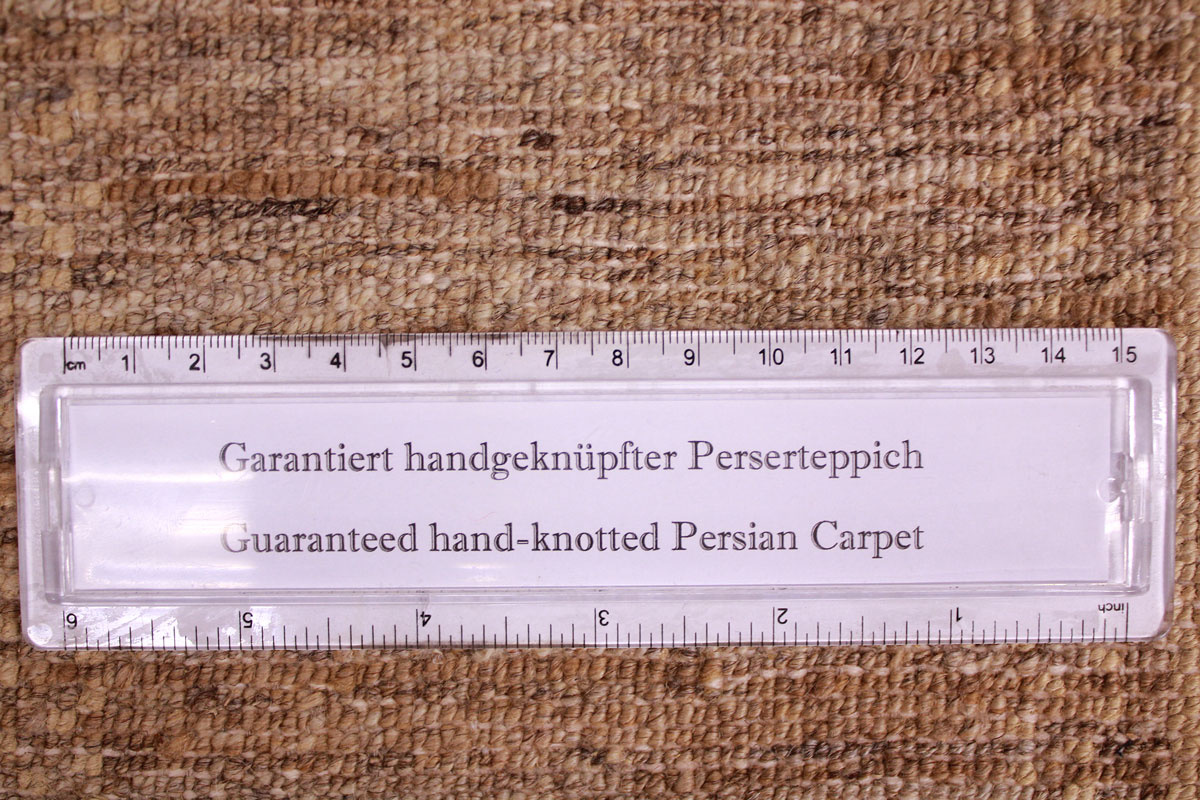 cm 1 2 3 4 5 6 7 8 9 10 11 12 13 14 15
Garantiert handgeknüpfter Perserteppich
Guaranteed hand-knotted Persian Carpet
6 5 4 3 2 1 inch